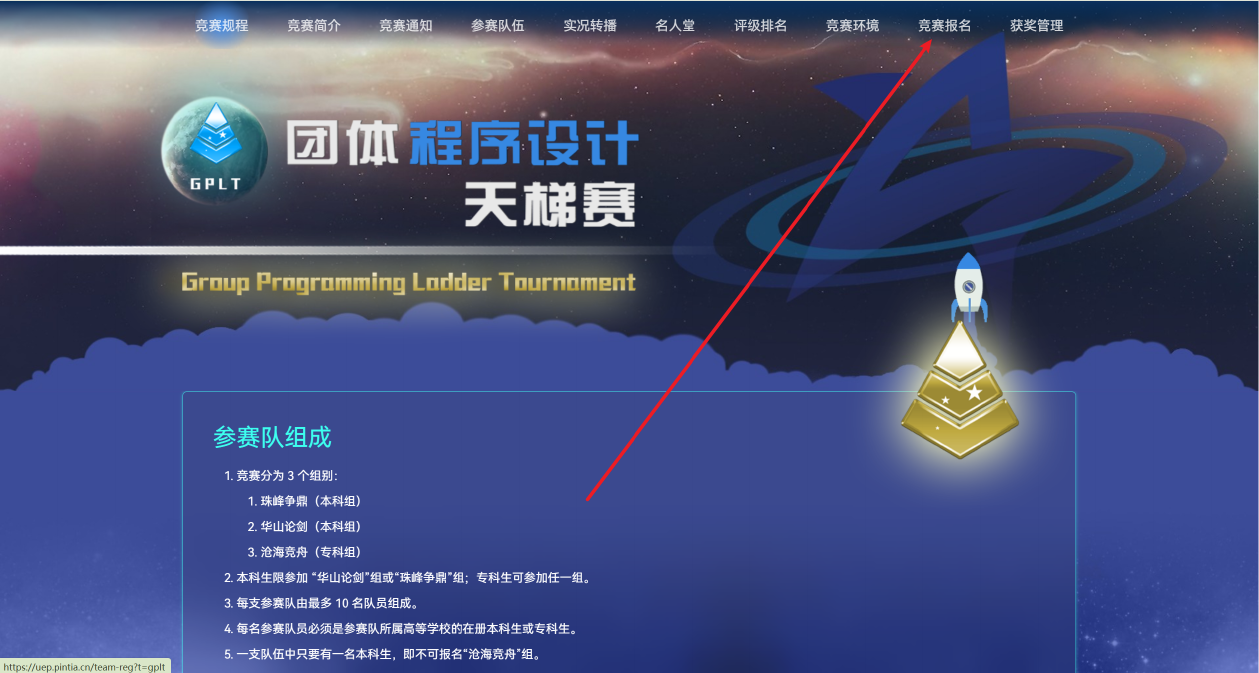 竞赛规程 竞赛简介 竞赛通知 参赛队伍 实况转播 名人堂 评级排名 竞赛环境 竞赛报名 获奖管理
团体程序设计
天梯赛
GPLT
Group Programming Ladder Tournament
参赛队组成
1. 竞赛分为 3 个组别：
1. 珠峰争鼎（本科组）
2. 华山论剑（本科组）
3. 沧海竞舟（专科组）
2. 本科生限参加 “华山论剑”组或“珠峰争鼎”组；专科生可参加任一组。
3. 每支参赛队由最多 10 名队员组成。
4. 每名参赛队员必须是参赛队所属高等学校的在册本科生或专科生。
5. 一支队伍中只要有一名本科生，即不可报名“沧海竞舟”组。
https://uep.pintia.cn/team-reg?t=gplt